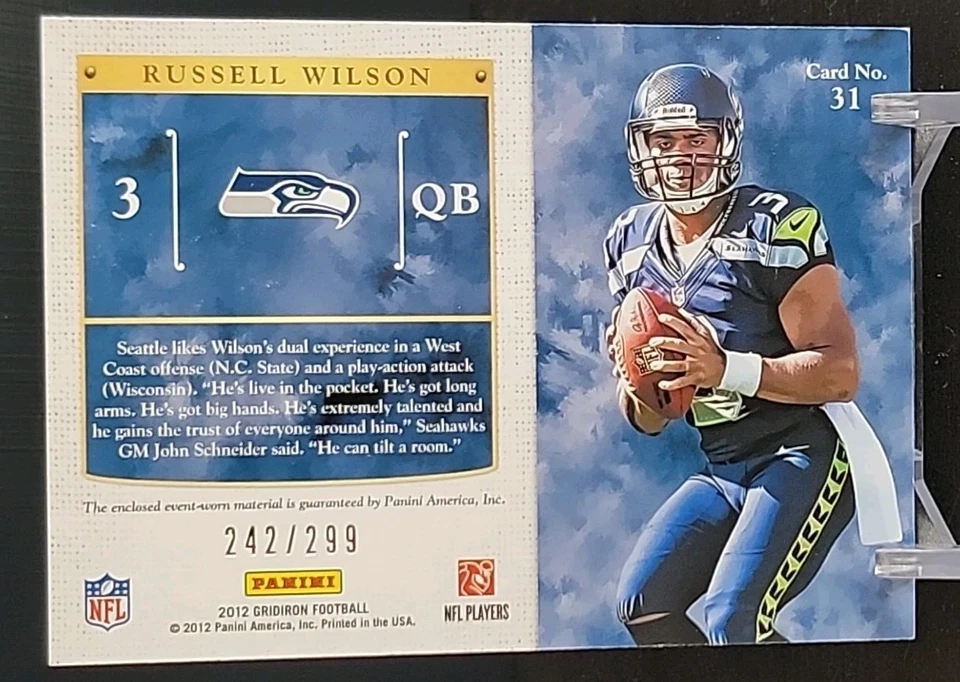 RUSSELL WILSON
3
QB
Seattle likes Wilson's dual experience in a West
Coast offense (N.C. State) and a play-action attack
(Wisconsin). "He's live in the pocket. He's got long
arms. He's got big hands. He's extremely talented and
he gains the trust of everyone around him," Seahawks
GM John Schneider said. "He can tilt a room."
The enclosed event-worn material is guaranteed by Panini America, Inc.
242/299
NFL
PANINI
2012 GRIDIRON FOOTBALL
© 2012 Panini America, Inc. Printed in the USA.
NFL PLAYERS
Card No.
31
Riddell
3
SEAHAWKS